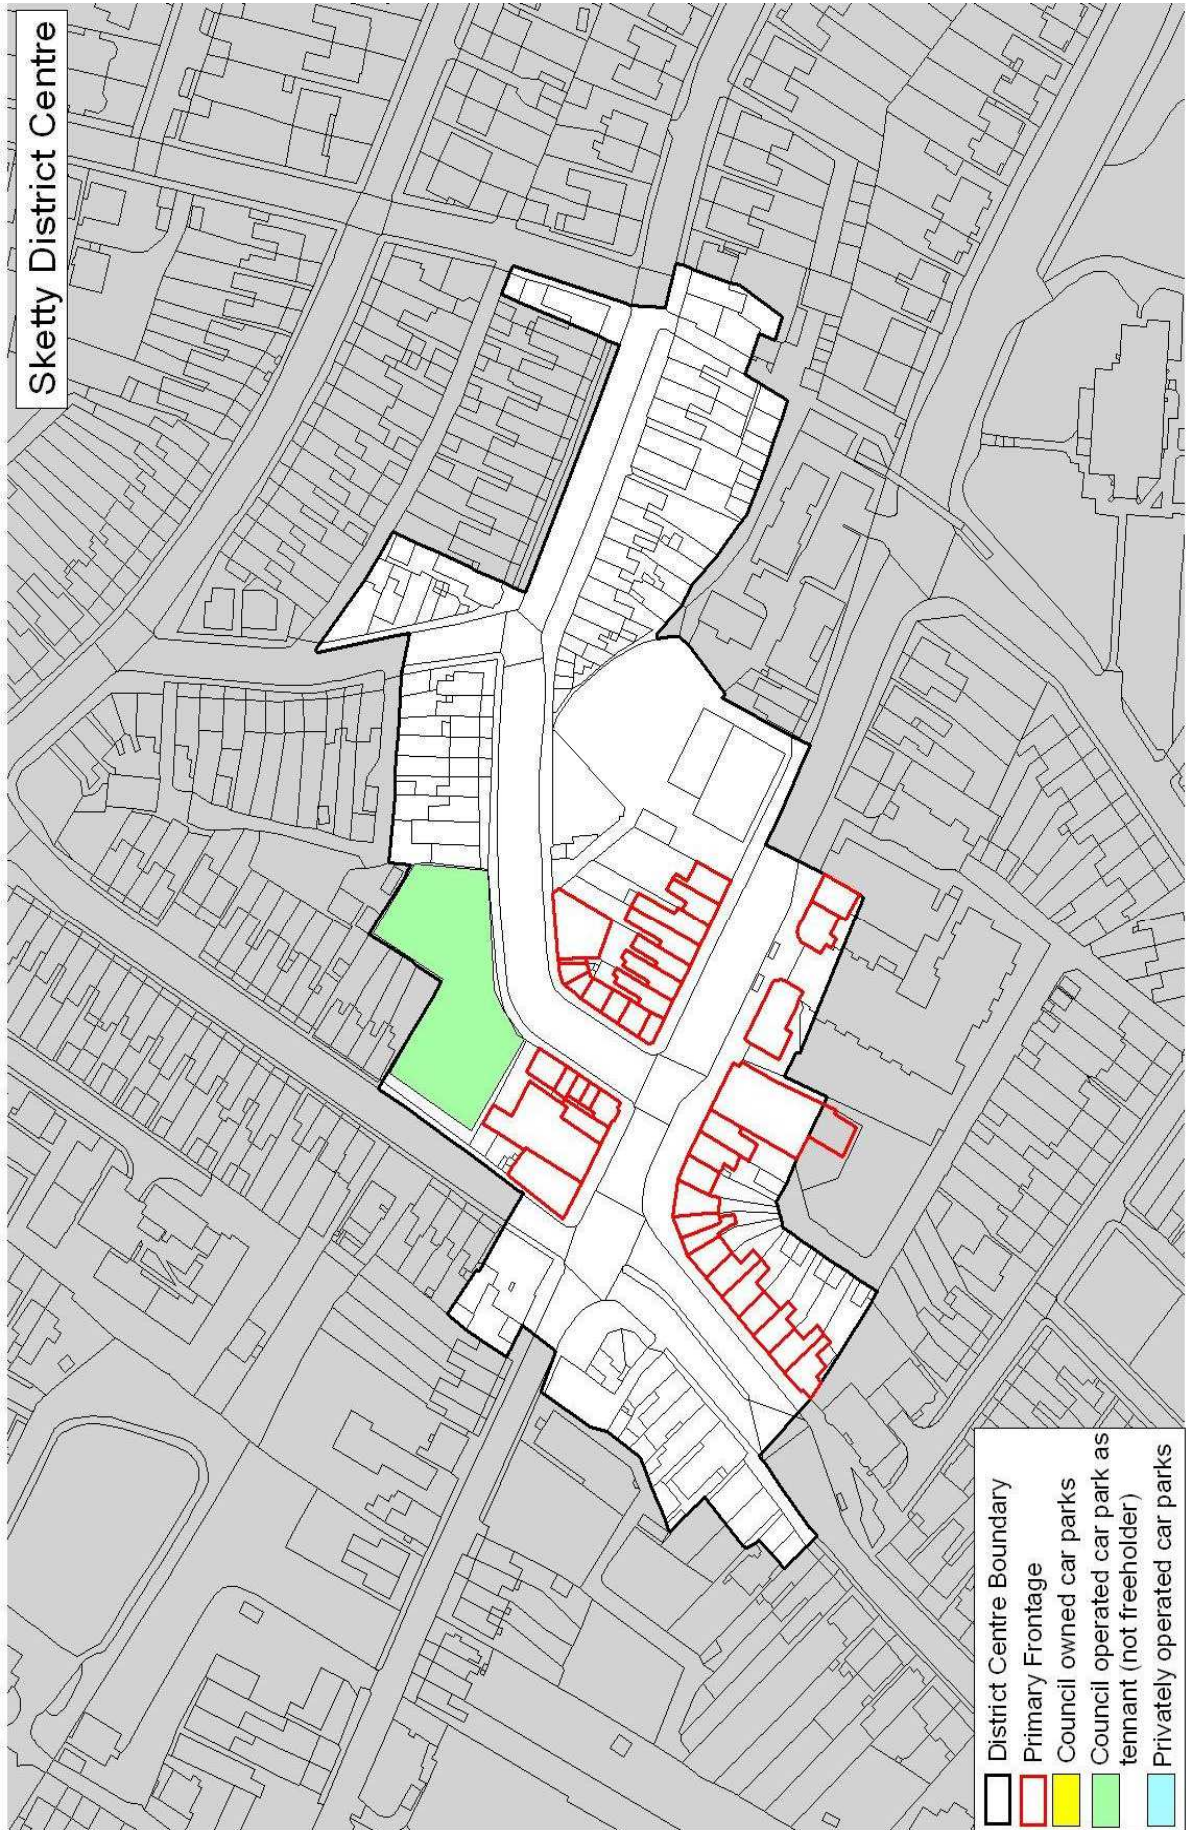 Sketty District Centre
District Centre Boundary
Primary Frontage
Council owned car parks
Council operated car park as
tennant (not freeholder)
Privately operated car parks